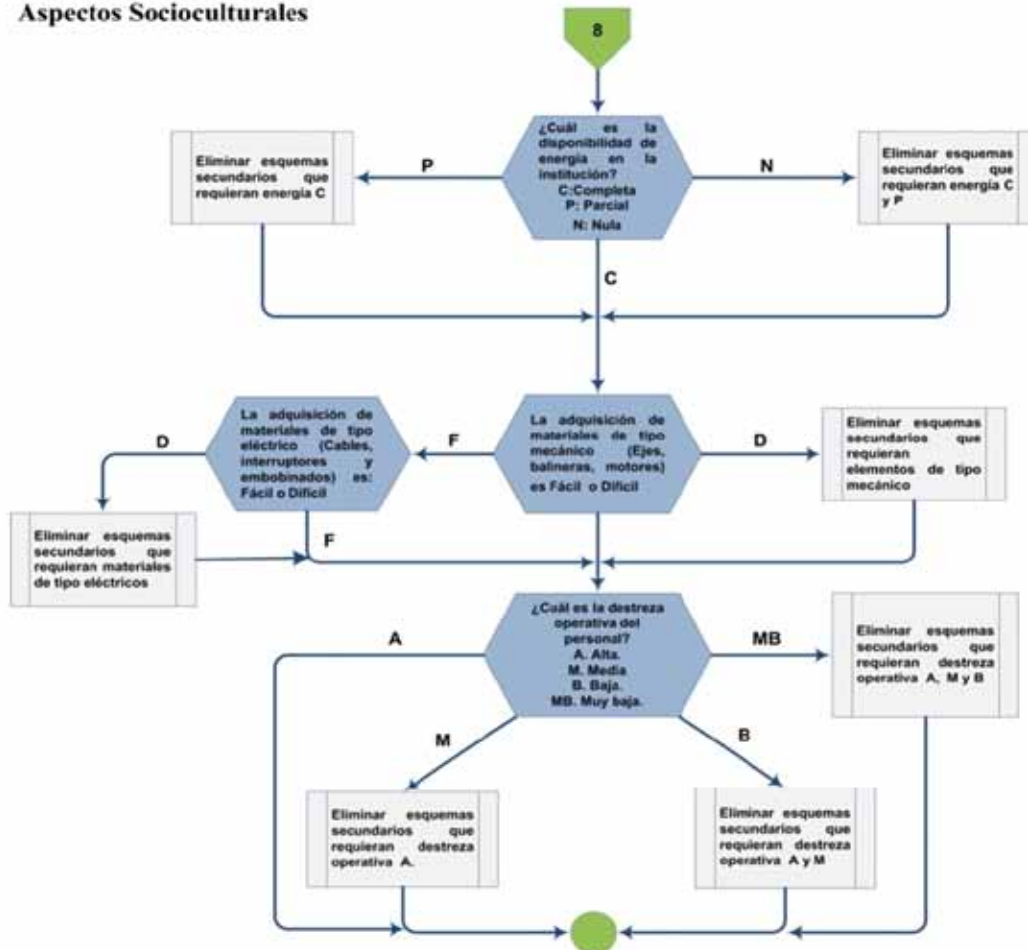 Aspectos Socioculturales
8
¿Cuál es la
disponibilidad de
energía en la
institución?
C:Completa
P: Parcial
N: Nula
P
Eliminar esquemas
secundarios que
requieran energía C
N
Eliminar esquemas
secundarios que
requieran energía C
y P
C
La adquisición de
materiales de tipo
mecánico (Ejes,
balineras, motores)
es Fácil o Difícil
F
La adquisición de
materiales de tipo
eléctrico (Cables,
interruptores y
embobinados) es:
Fácil o Difícil
D
Eliminar esquemas
secundarios que
requieran materiales
de tipo eléctricos
F
D
Eliminar esquemas
secundarios que
requieran
elementos de tipo
mecánico
¿Cuál es la destreza
operativa del
personal?
A. Alta.
M. Media
B. Baja.
MB. Muy baja.
A
MB
Eliminar esquemas
secundarios que
requieran destreza
operativa A, M y B
M
Eliminar esquemas
secundarios que
requieran destreza
operativa A.
B
Eliminar esquemas
secundarios que
requieran destreza
operativa A y M